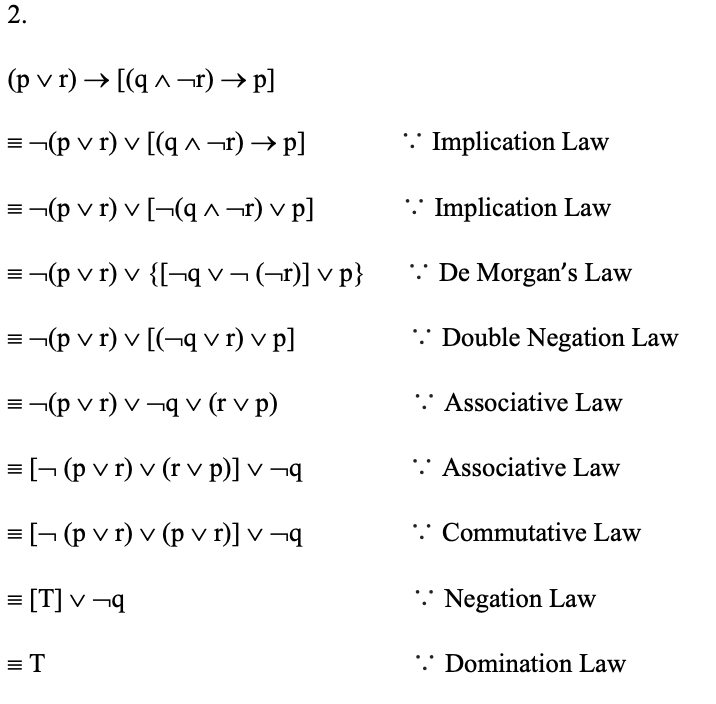 2.
(p ∨ r) → [(q ∧ ¬r) → p]
≡ ¬(p ∨ r) ∨ [(q ∧ ¬r) → p] ∵ Implication Law
≡ ¬(p ∨ r) ∨ [¬(q ∧ ¬r) ∨ p] ∵ Implication Law
≡ ¬(p ∨ r) ∨ {[¬q ∨ ¬ (¬r)] ∨ p} ∵ De Morgan’s Law
≡ ¬(p ∨ r) ∨ [(¬q ∨ r) ∨ p] ∵ Double Negation Law
≡ ¬(p ∨ r) ∨ ¬q ∨ (r ∨ p) ∵ Associative Law
≡ [¬ (p ∨ r) ∨ (r ∨ p)] ∨ ¬q ∵ Associative Law
≡ [¬ (p ∨ r) ∨ (p ∨ r)] ∨ ¬q ∵ Commutative Law
≡ [T] ∨ ¬q ∵ Negation Law
≡ T ∵ Domination Law